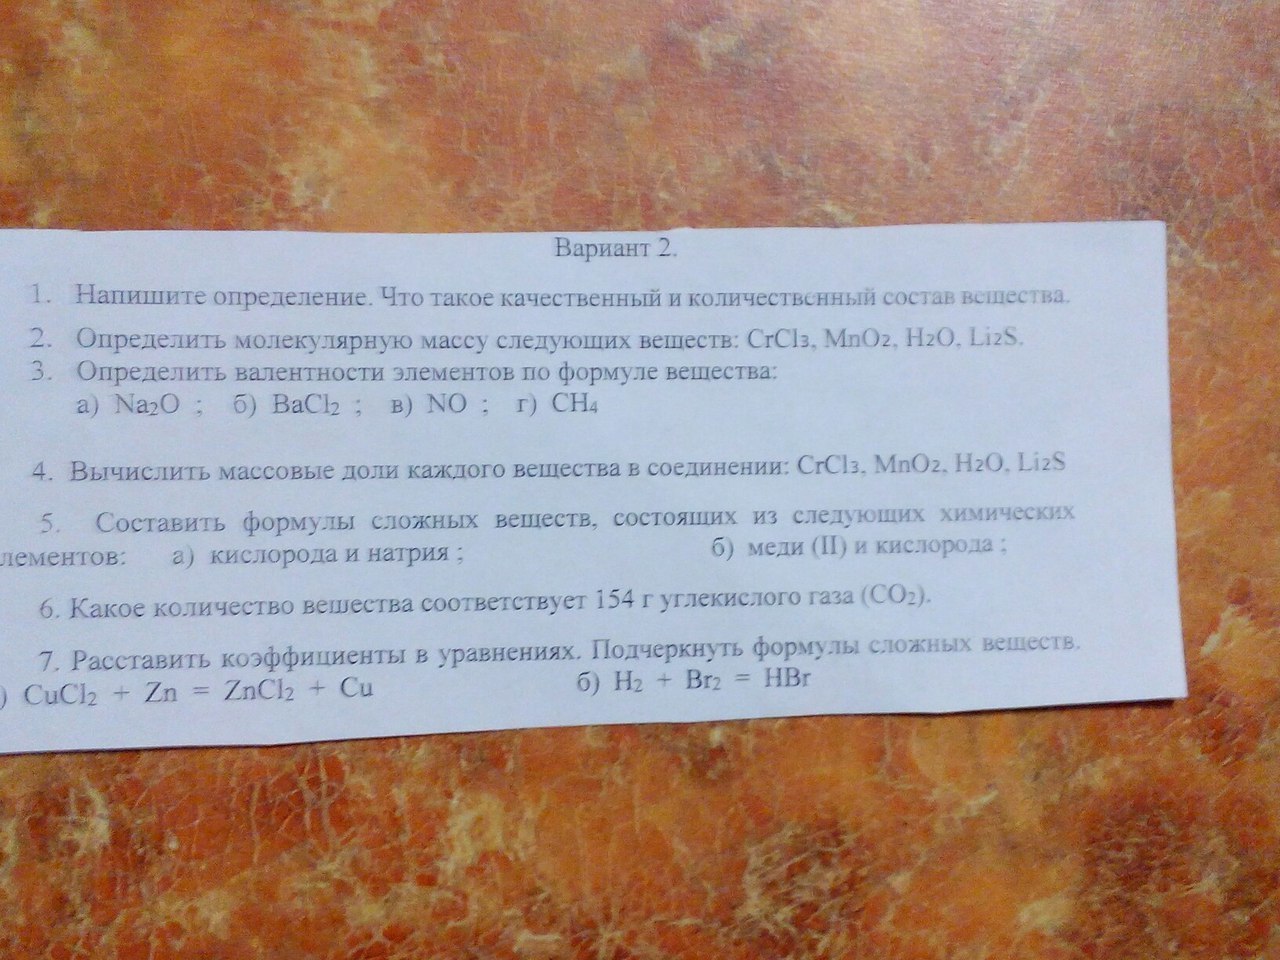 Вариант 2.
1. Напишите определение. Что такое качественный и количественный состав вещества.
2. Определить молекулярную массу следующих веществ: CrCl₃, MnO₂, H₂O, Li₂S.
3. Определить валентности элементов по формуле вещества:
а) Na₂O ; б) BaCl₂ ; в) NO ; г) CH₄
4. Вычислить массовые доли каждого вещества в соединении: CrCl₃, MnO₂, H₂O, Li₂S
5. Составить формулы сложных веществ, состоящих из следующих химических
лементов: а) кислорода и натрия ; б) меди (II) и кислорода ;
6. Какое количество вещества соответствует 154 г углекислого газа (CO₂).
7. Расставить коэффициенты в уравнениях. Подчеркнуть формулы сложных веществ.
) CuCl₂ + Zn = ZnCl₂ + Cu б) H₂ + Br₂ = HBr